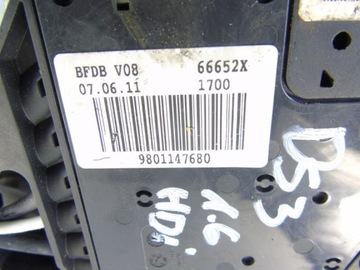 BFDB V08 66652X
07.06.11 1700
9801147680
DS3
1.6
HDi